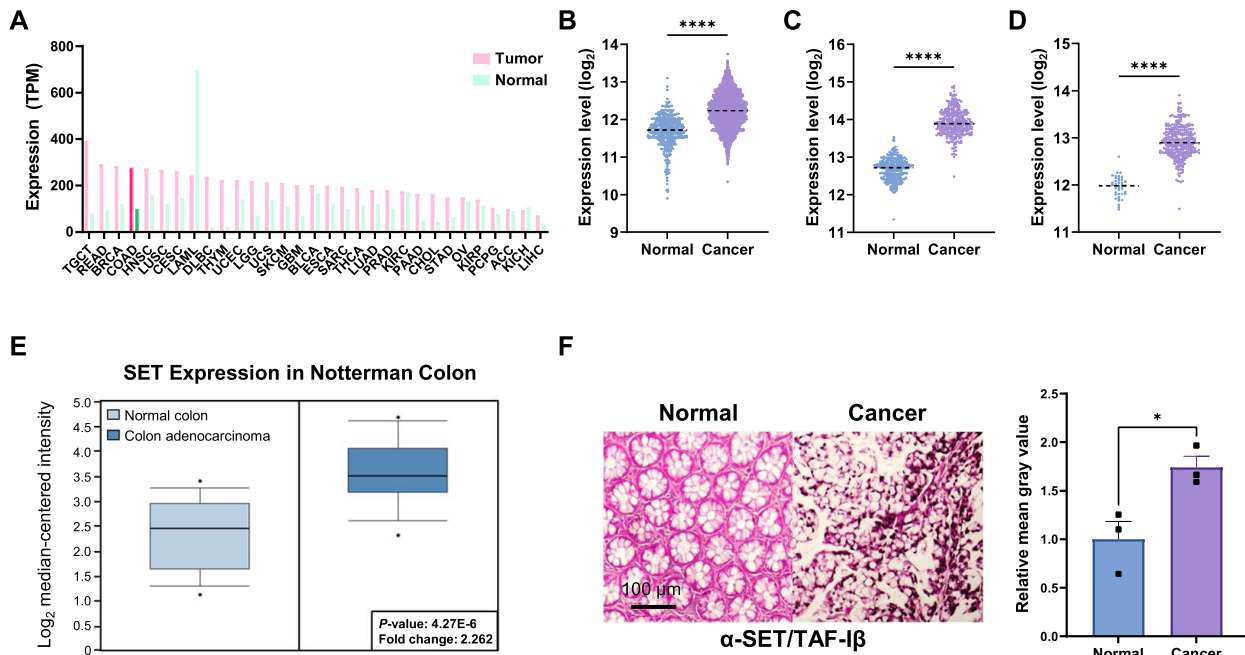 A
Expression (TPM)
800
600
400
200
0
Tumor
Normal
TGCT
READ
BRCA
COAD
HNSC
LUSC
CESC
LAML
DLBC
THYM
UCEC
LGG
UCS
SKCM
GBM
BLCA
ESCA
SARC
THCA
LUAD
PRAD
KIRC
PAAD
CHOL
STAD
OV
KIRP
PCPG
ACC
KICH
LIHC
B
Expression level (log2)
14
13
12
11
10
9
****
Normal Cancer
C
Expression level (log2)
16
15
14
13
12
11
****
Normal Cancer
D
Expression level (log2)
15
14
13
12
11
****
Normal Cancer
E
SET Expression in Notterman Colon
Log2 median-centered intensity
5.0
4.5
4.0
3.5
3.0
2.5
2.0
1.5
1.0
0.5
0
Normal colon
Colon adenocarcinoma
P-value: 4.27E-6
Fold change: 2.262
F
Normal Cancer
100 μm
α-SET/TAF-Iβ
Relative mean gray value
2.5
2.0
1.5
1.0
0.5
0.0
*
Normal Cancer